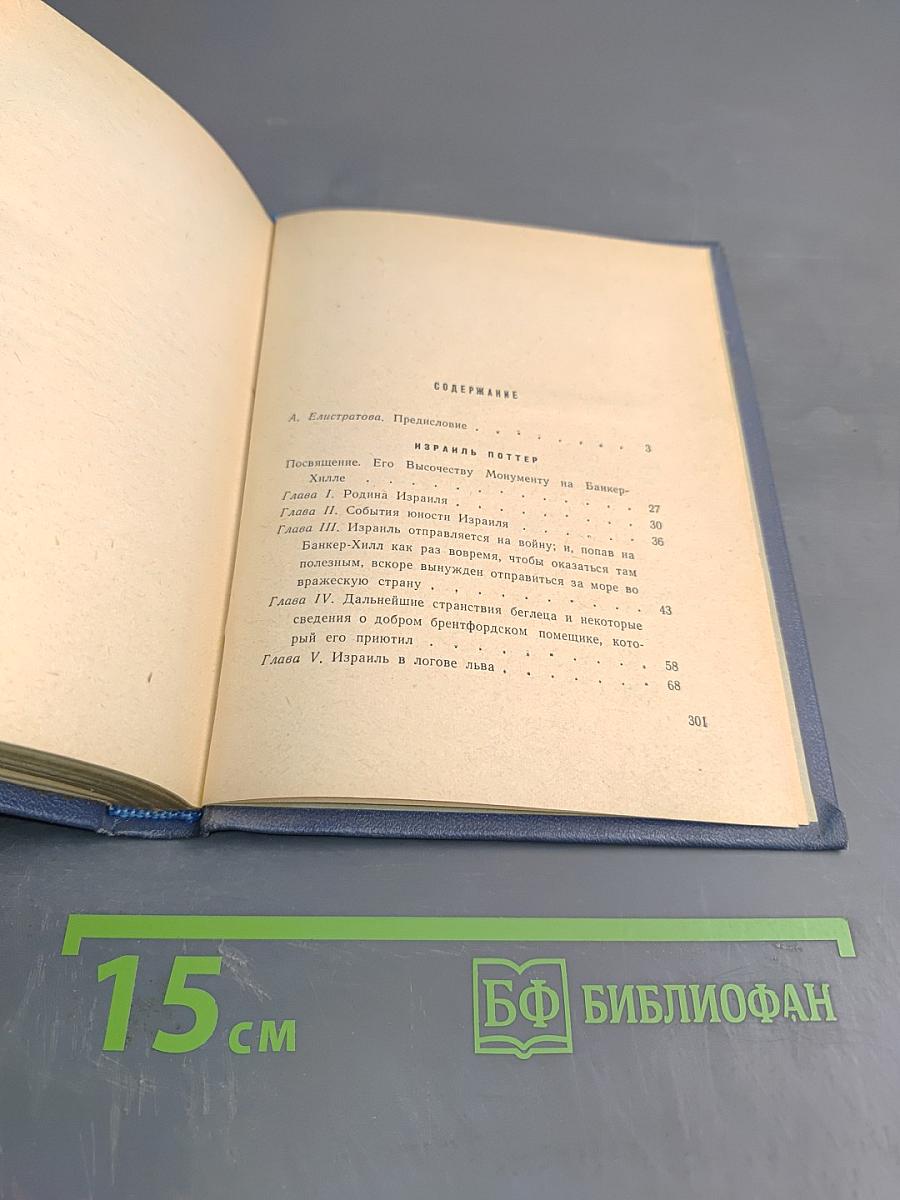 СОДЕРЖАНИЕ
А. Елистратова. Предисловие . . . . . . . 3
ИЗРАИЛЬ ПОТТЕР
Посвящение. Его Высочеству Монументу на Банкер-
Хилле . . . . . . . . . . . 27
Глава I. Родина Израиля . . . . . . . . 30
Глава II. События юности Израиля . . . . . . 36
Глава III. Израиль отправляется на войну; и, попав на
Банкер-Хилл как раз вовремя, чтобы оказаться там
полезным, вскоре вынужден отправиться за море во
вражескую страну . . . . . . . . . 43
Глава IV. Дальнейшие странствия беглеца и некоторые
сведения о добром брентфордском помещике, кото-
рый его приютил . . . . . . . . . 58
Глава V. Израиль в логове льва . . . . . . . 68
301
15 см
БФ БИБЛИОФАН